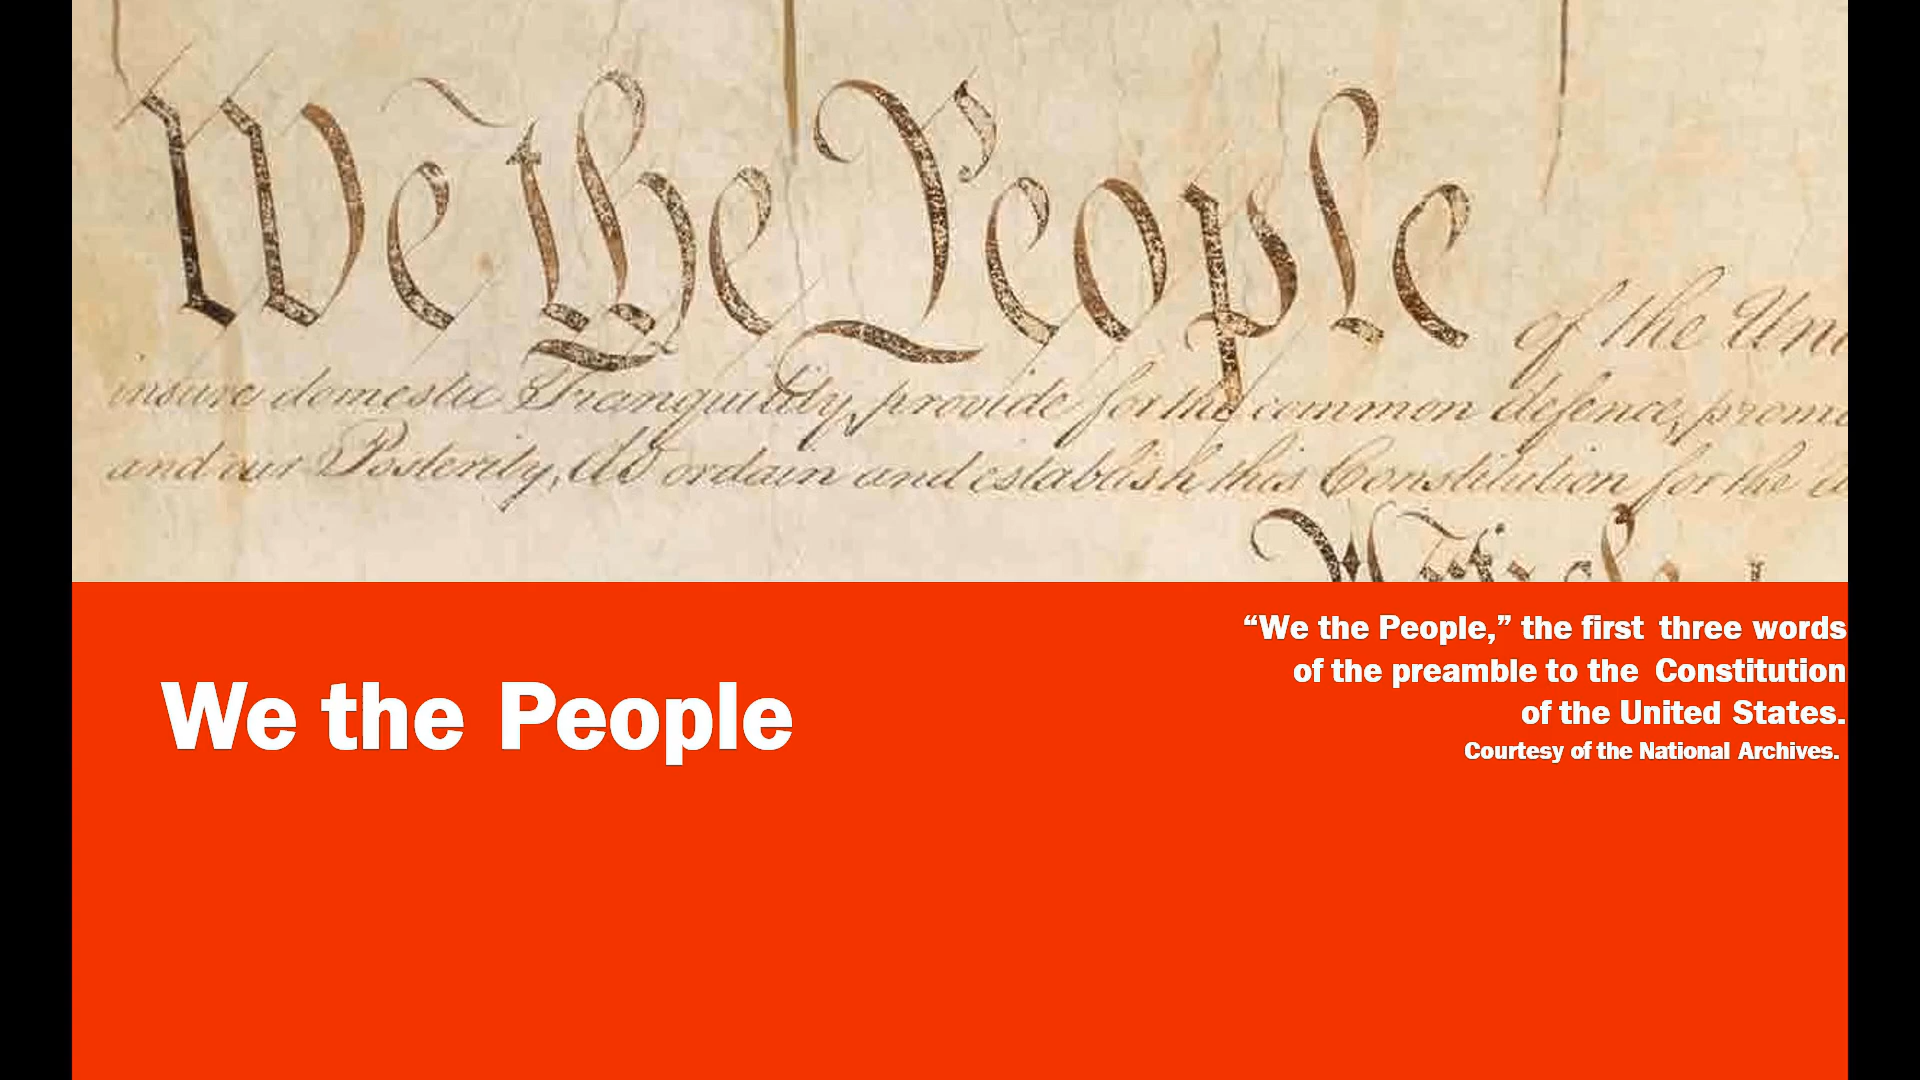 We the People of the Uni
insure domestic Tranquility, provide for the common defence, promo
and our Posterity, do ordain and establish this Constitution for the U
“We the People,” the first three words
of the preamble to the Constitution
of the United States.
Courtesy of the National Archives.
We the People